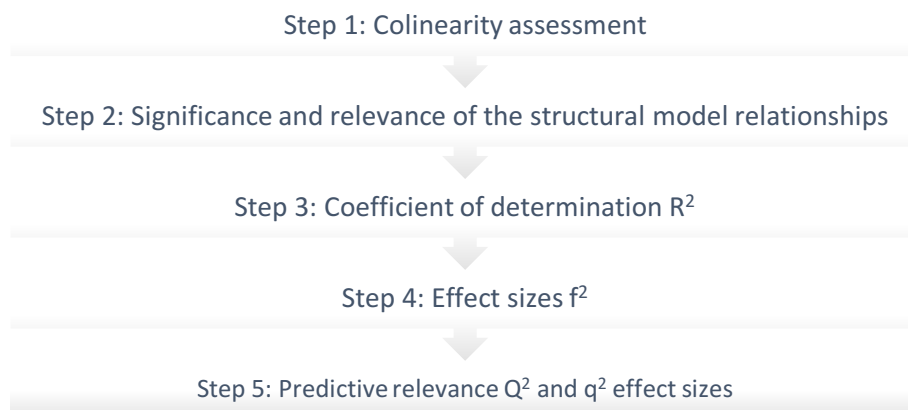 Step 1: Colinearity assessment
Step 2: Significance and relevance of the structural model relationships
Step 3: Coefficient of determination R²
Step 4: Effect sizes f²
Step 5: Predictive relevance Q² and q² effect sizes